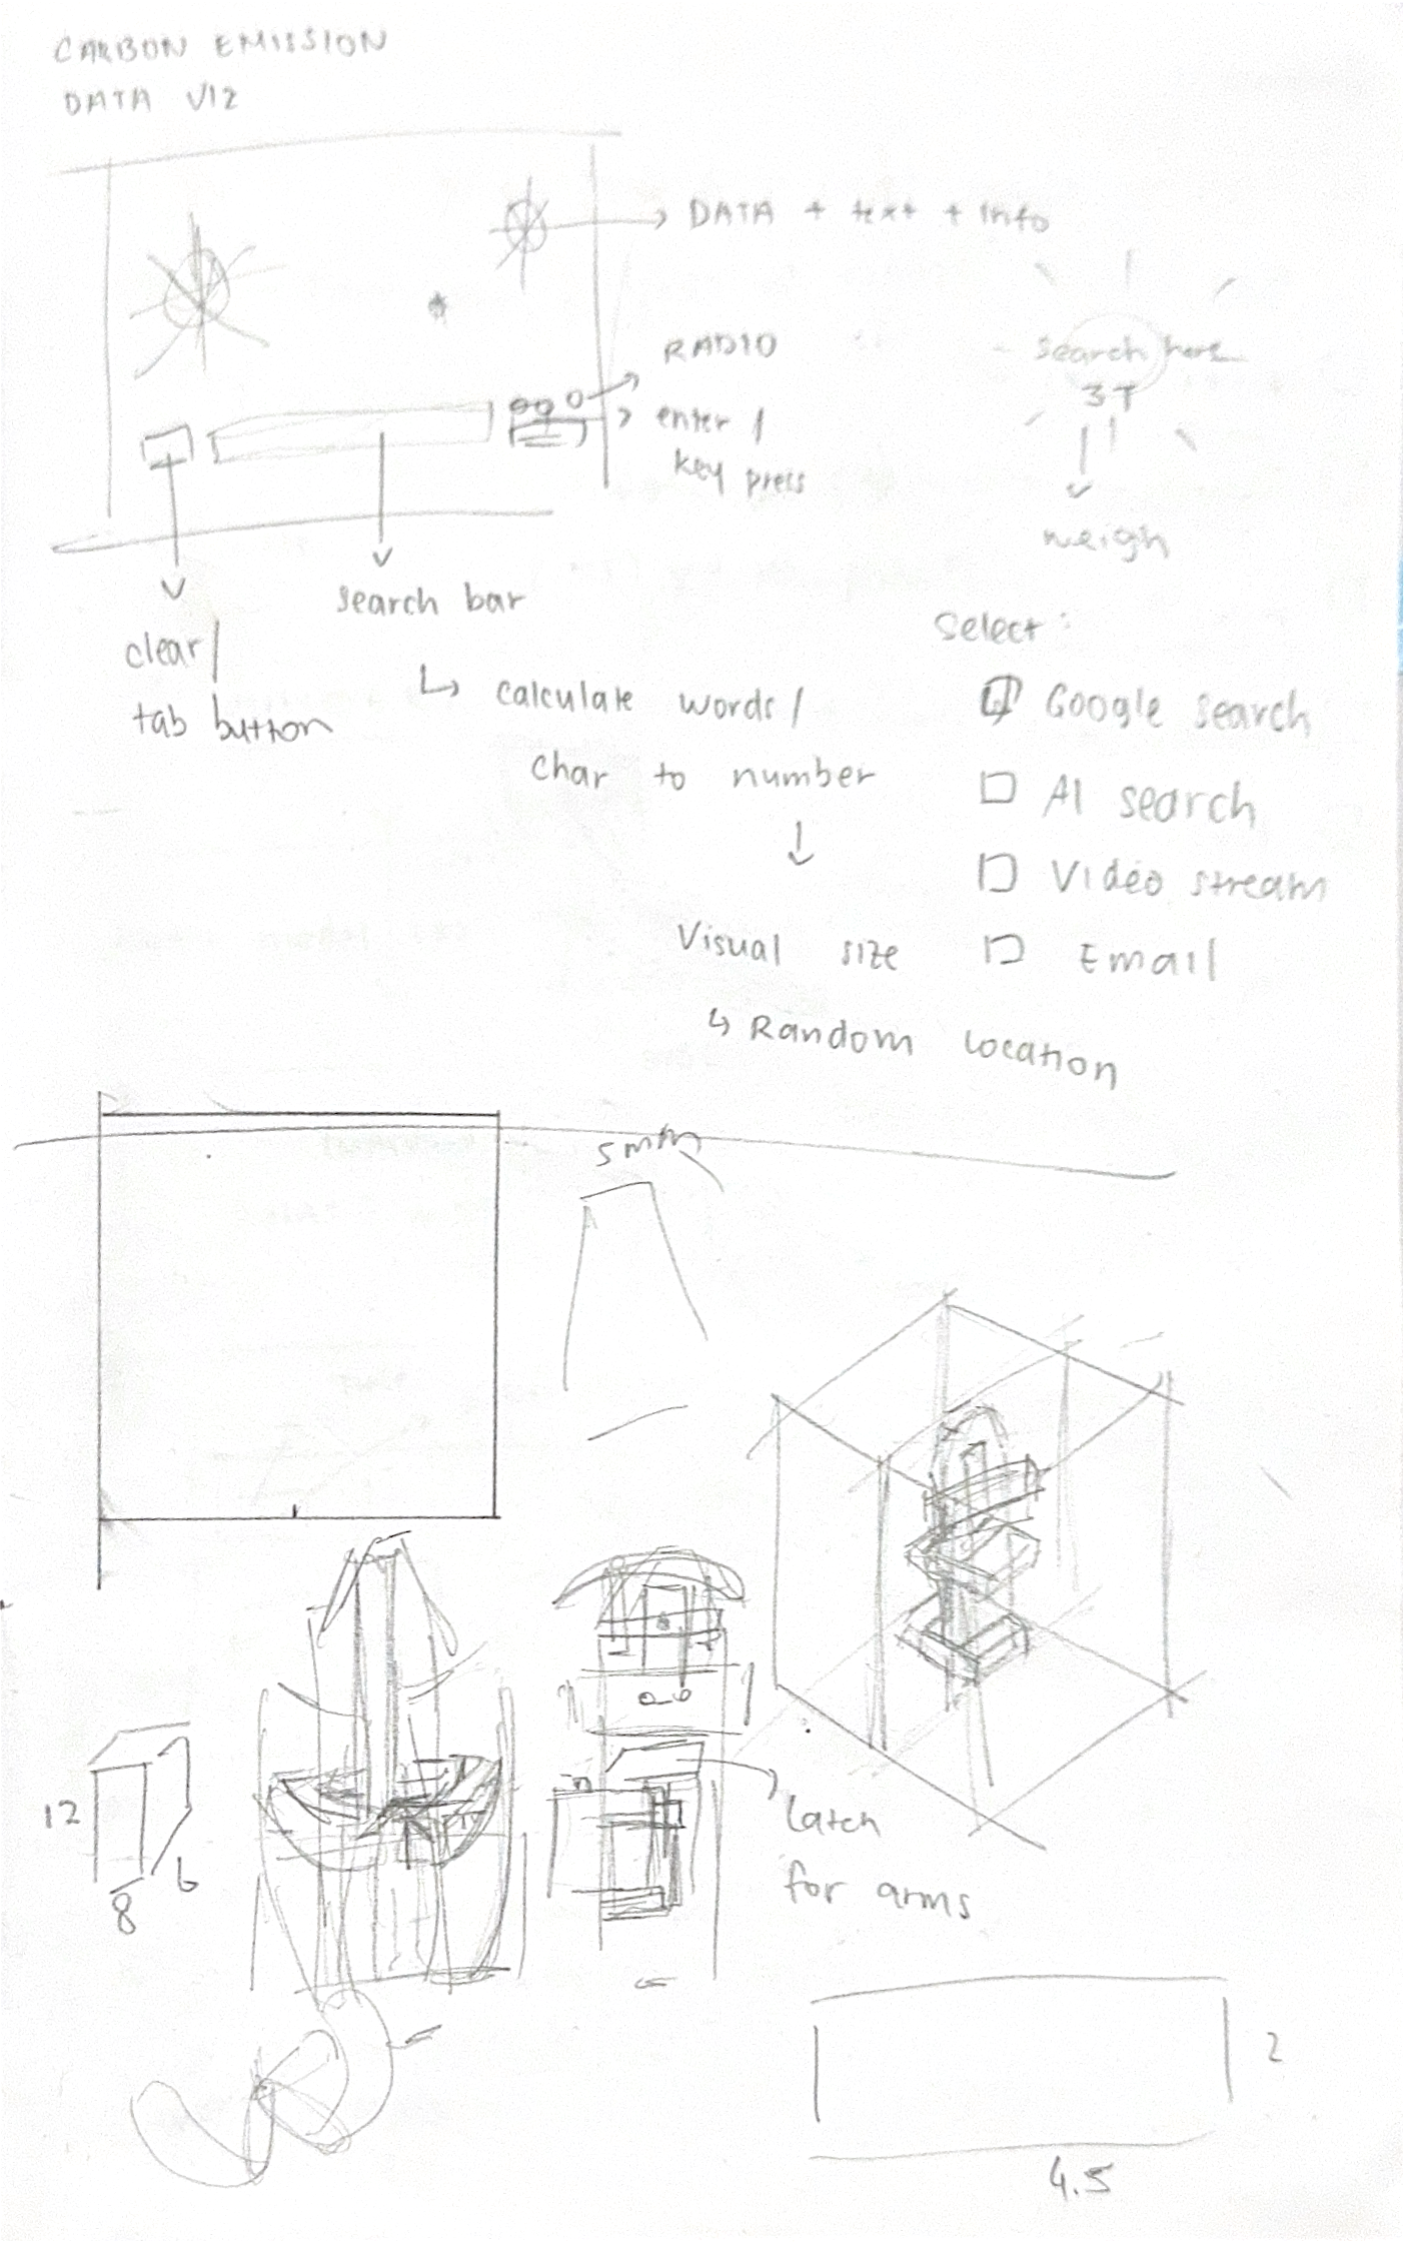 CARBON EMISSION
DATA VIZ
DATA + text + info
RADIO
enter /
key press
search here
3T
weigh
clear/
tab button
search bar
↳ calculate words/
char to number
Visual size
↳ Random location
Select:
Google search
AI search
Video stream
Email
5mm
12
8
6
latch
for arms
2
4.5